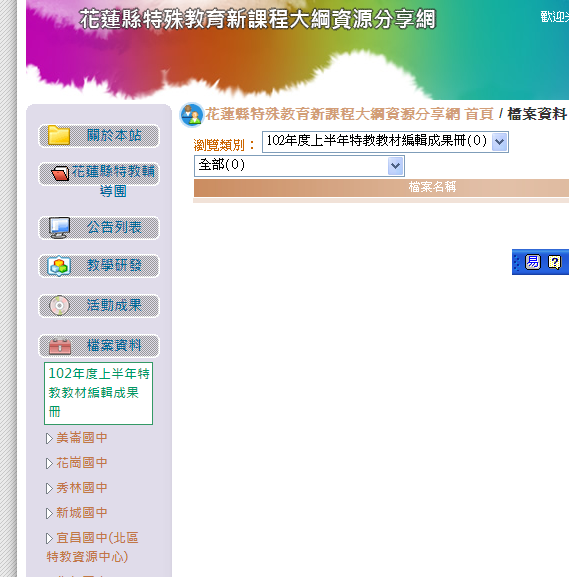 花蓮縣特殊教育新課程大綱資源分享網
歡迎
花蓮縣特殊教育新課程大綱資源分享網 首頁 / 檔案資料
瀏覽類別： 102年度上半年特教教材編輯成果冊(0)
全部(0)
檔案名稱
關於本站
花蓮縣特教輔
導團
公告列表
教學研發
活動成果
檔案資料
102年度上半年特
教教材編輯成果
冊
美崙國中
花崗國中
秀林國中
新城國中
宜昌國中(北區
特教資源中心)
易 ?